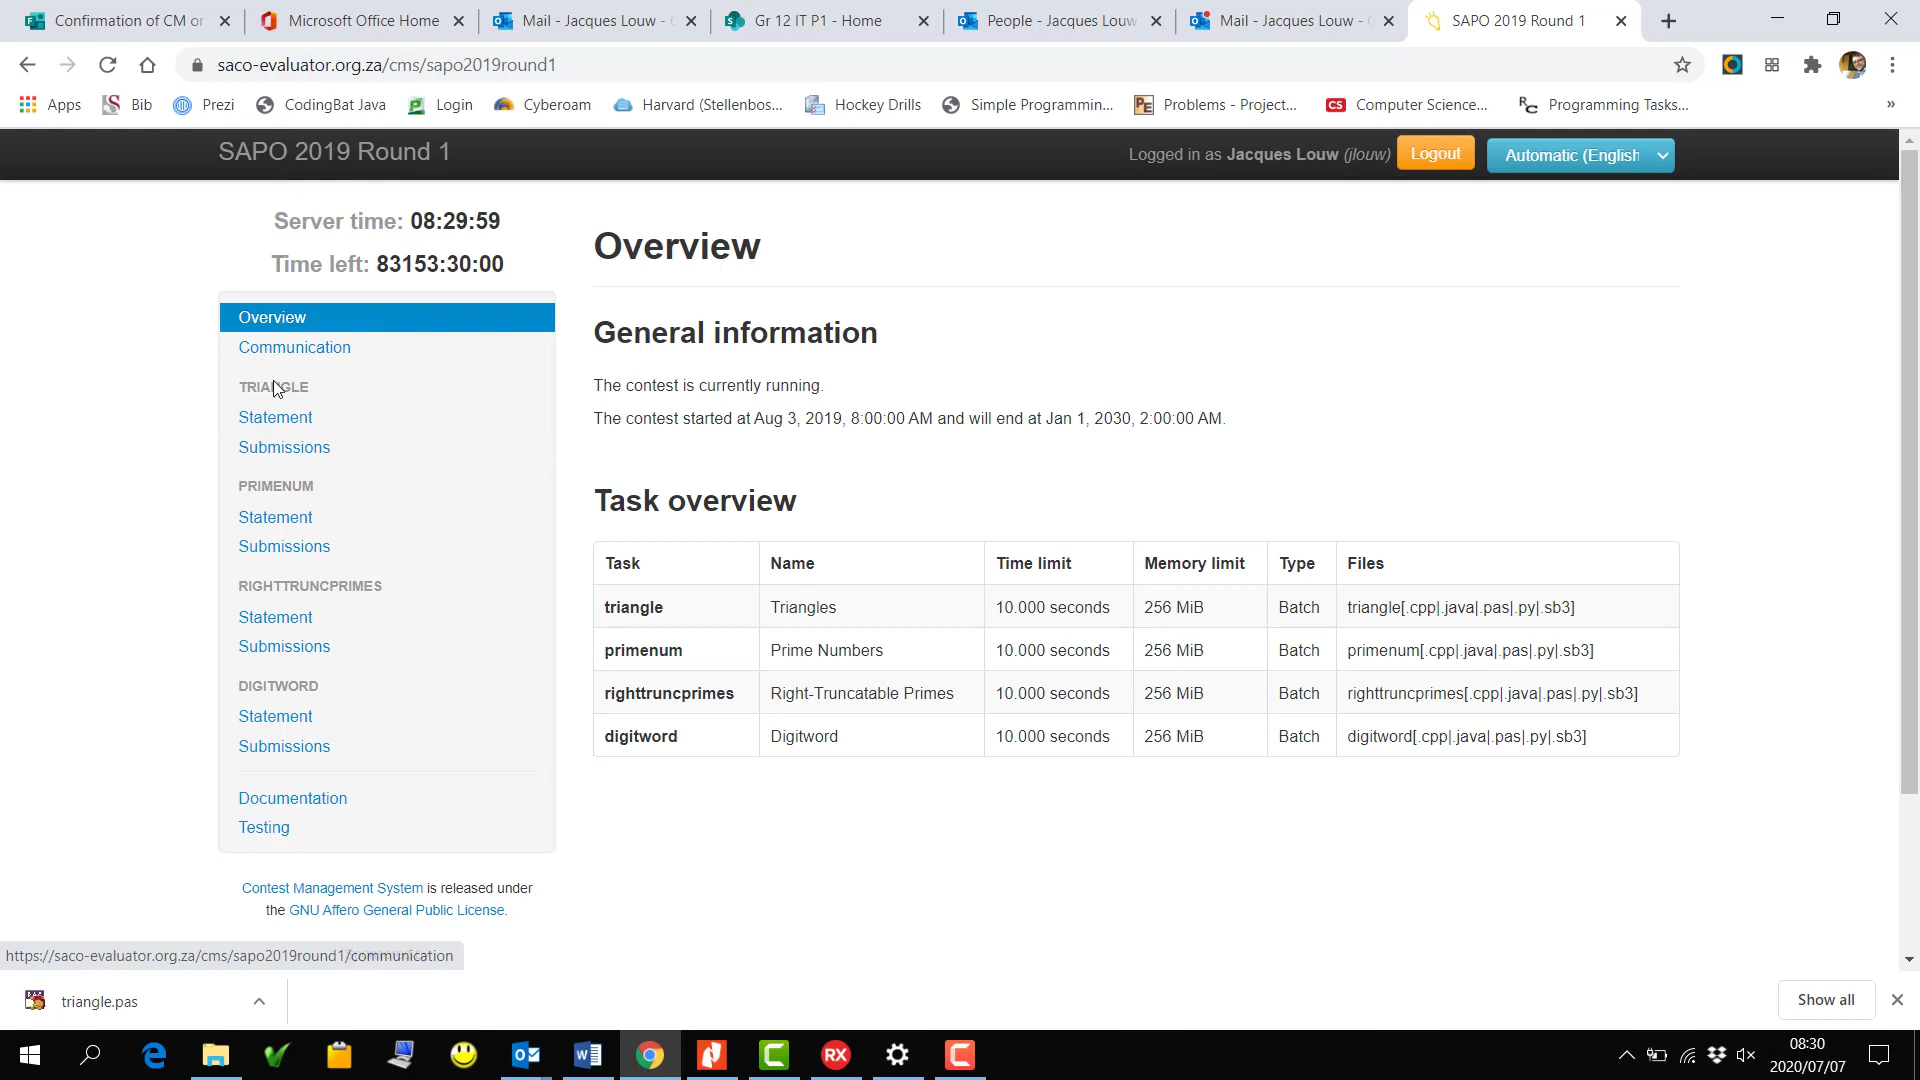 Confirmation of CM or
Microsoft Office Home
Mail - Jacques Louw -
Gr 12 IT P1 - Home
People - Jacques Louw
Mail - Jacques Louw -
SAPO 2019 Round 1
saco-evaluator.org.za/cms/sapo2019round1
Apps
Bib
Prezi
CodingBat Java
Login
Cyberoam
Harvard (Stellenbos...
Hockey Drills
Simple Programmin...
Problems - Project...
Computer Science...
Programming Tasks...
»
SAPO 2019 Round 1
Logged in as Jacques Louw (jlouw)
Logout
Automatic (English
Server time: 08:29:59
Time left: 83153:30:00
Overview
Communication
TRIANGLE
Statement
Submissions
PRIMENUM
Statement
Submissions
RIGHTTRUNCPRIMES
Statement
Submissions
DIGITWORD
Statement
Submissions
Documentation
Testing
Contest Management System is released under
the GNU Affero General Public License.
Overview
General information
The contest is currently running.
The contest started at Aug 3, 2019, 8:00:00 AM and will end at Jan 1, 2030, 2:00:00 AM.
Task overview
Task Name Time limit Memory limit Type Files
triangle Triangles 10.000 seconds 256 MiB Batch triangle[.cpp|.java|.pas|.py|.sb3]
primenum Prime Numbers 10.000 seconds 256 MiB Batch primenum[.cpp|.java|.pas|.py|.sb3]
righttruncprimes Right-Truncatable Primes 10.000 seconds 256 MiB Batch righttruncprimes[.cpp|.java|.pas|.py|.sb3]
digitword Digitword 10.000 seconds 256 MiB Batch digitword[.cpp|.java|.pas|.py|.sb3]
https://saco-evaluator.org.za/cms/sapo2019round1/communication
triangle.pas
Show all
08:30
2020/07/07